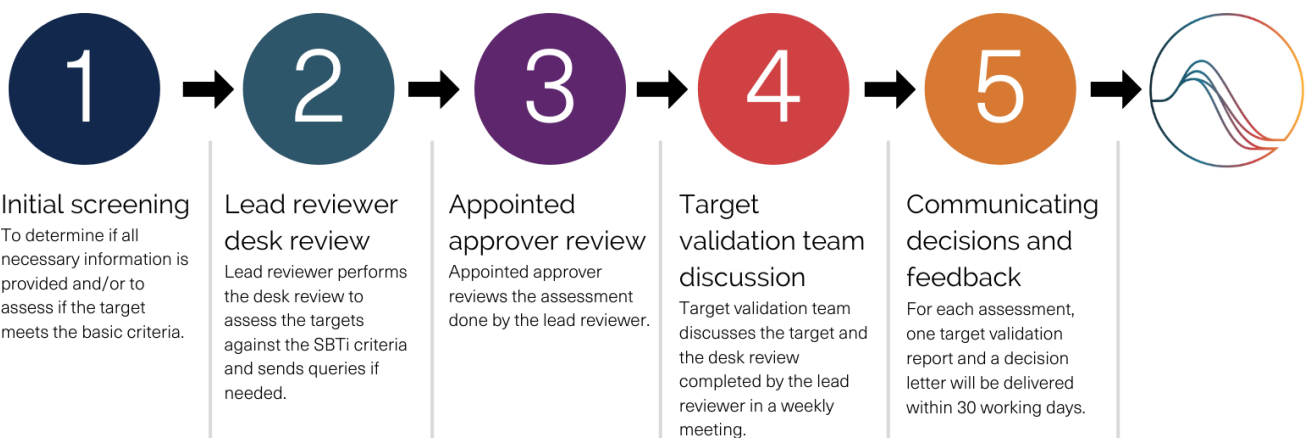 1
2
3
4
5
Initial screening
To determine if all
necessary information is
provided and/or to
assess if the target
meets the basic criteria.
Lead reviewer
desk review
Lead reviewer performs
the desk review to
assess the targets
against the SBTi criteria
and sends queries if
needed.
Appointed
approver review
Appointed approver
reviews the assessment
done by the lead reviewer.
Target
validation team
discussion
Target validation team
discusses the target and
the desk review
completed by the lead
reviewer in a weekly
meeting.
Communicating
decisions and
feedback
For each assessment,
one target validation
report and a decision
letter will be delivered
within 30 working days.